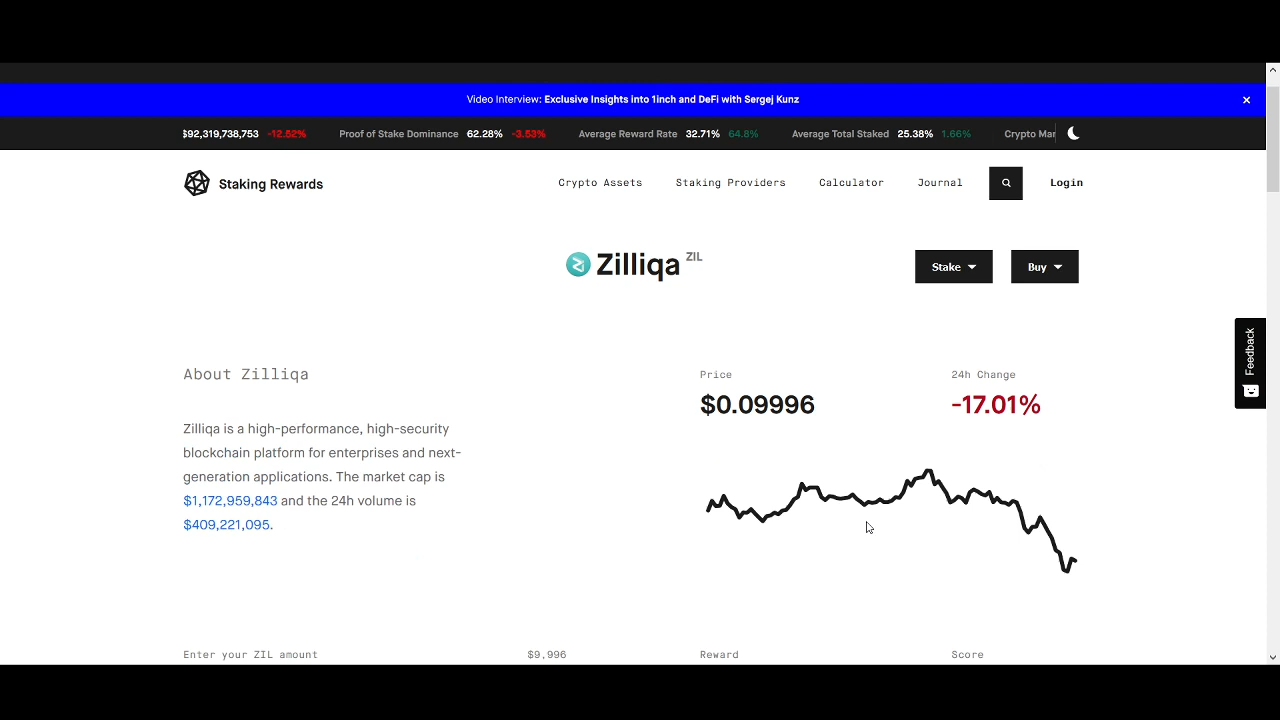 Video Interview: Exclusive Insights into 1inch and DeFi with Sergej Kunz
$92,319,738,753 -12.52% Proof of Stake Dominance 62.28% -3.53% Average Reward Rate 32.71% 64.8% Average Total Staked 25.38% 1.66% Crypto Mar
Staking Rewards Crypto Assets Staking Providers Calculator Journal Login
Zilliqa ZIL Stake Buy
Feedback
About Zilliqa
Price 24h Change
$0.09996 -17.01%
Zilliqa is a high-performance, high-security
blockchain platform for enterprises and next-
generation applications. The market cap is
$1,172,959,843 and the 24h volume is
$409,221,095.
Enter your ZIL amount $9,996 Reward Score